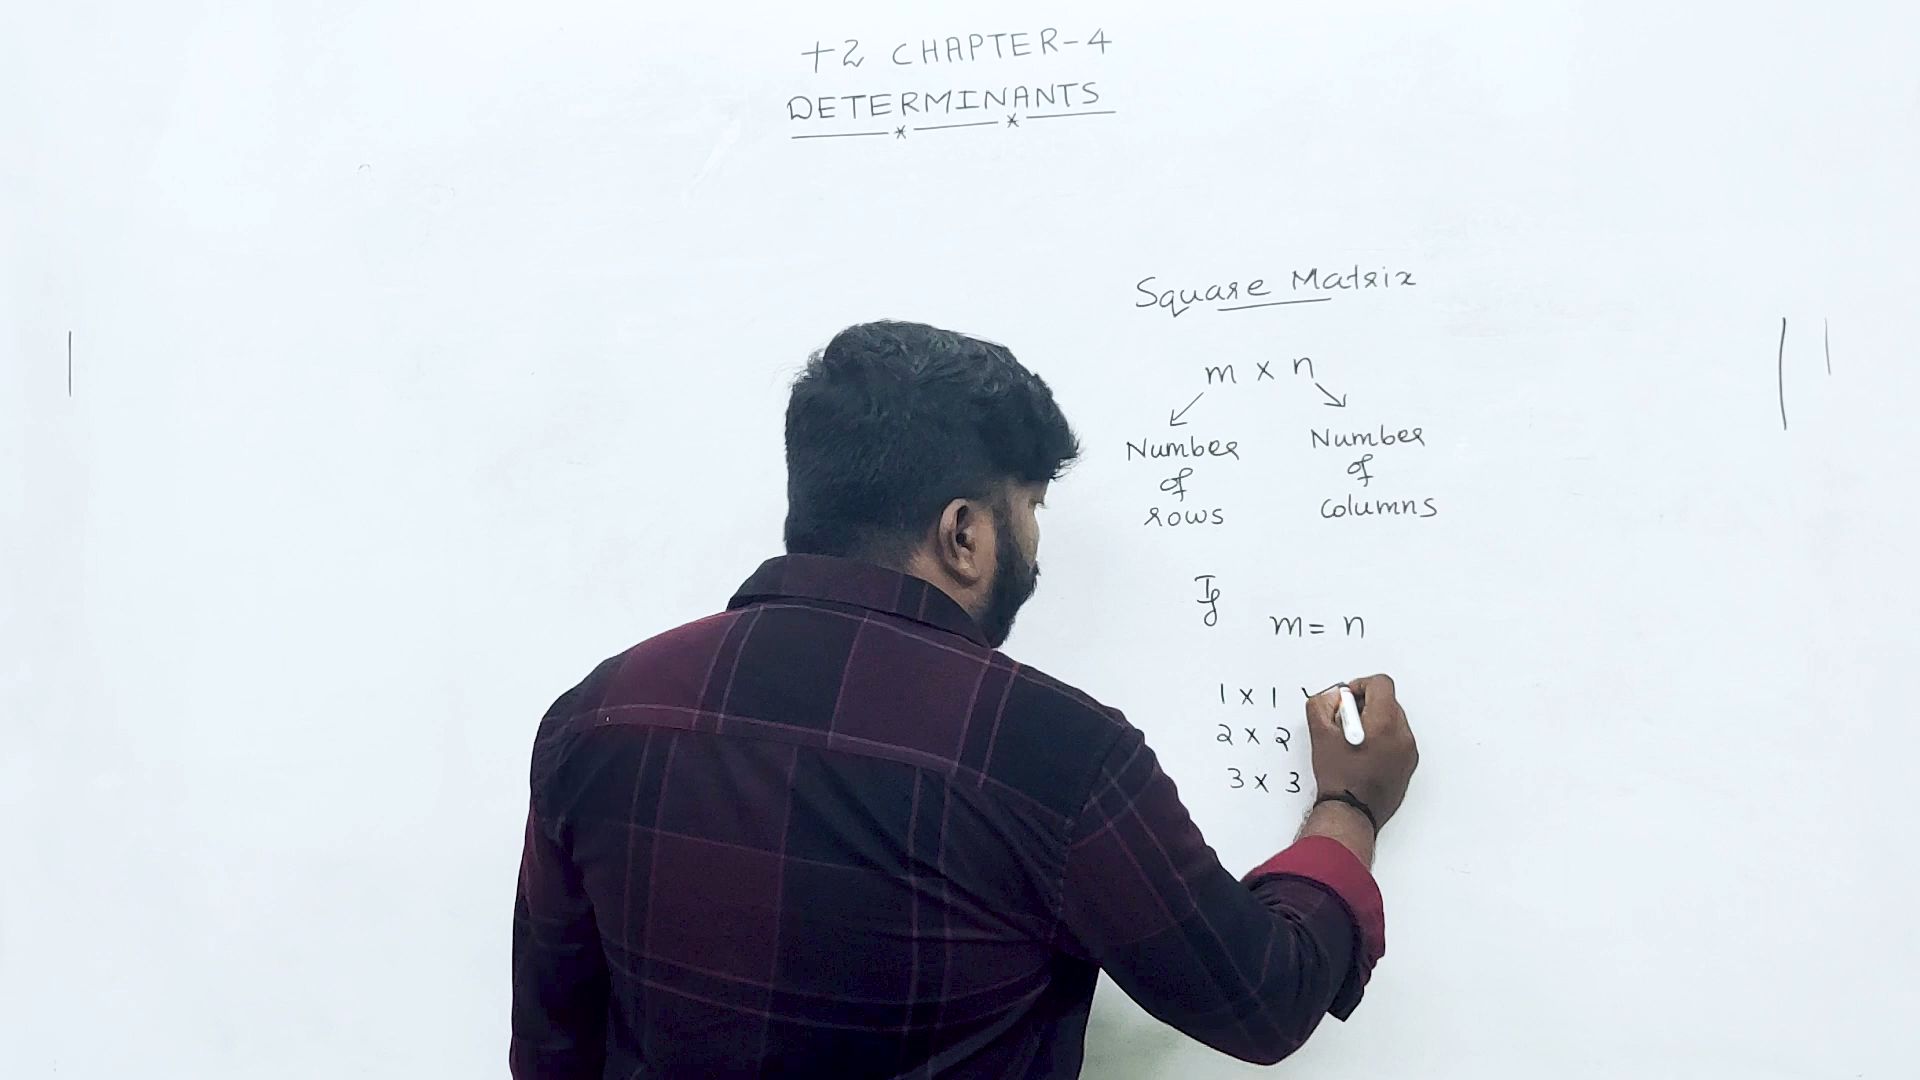 +2 CHAPTER-4
DETERMINANTS
Square Matrix
m x n
Number Number
of of
rows columns
If
m = n
1 x 1
2 x 2
3 x 3